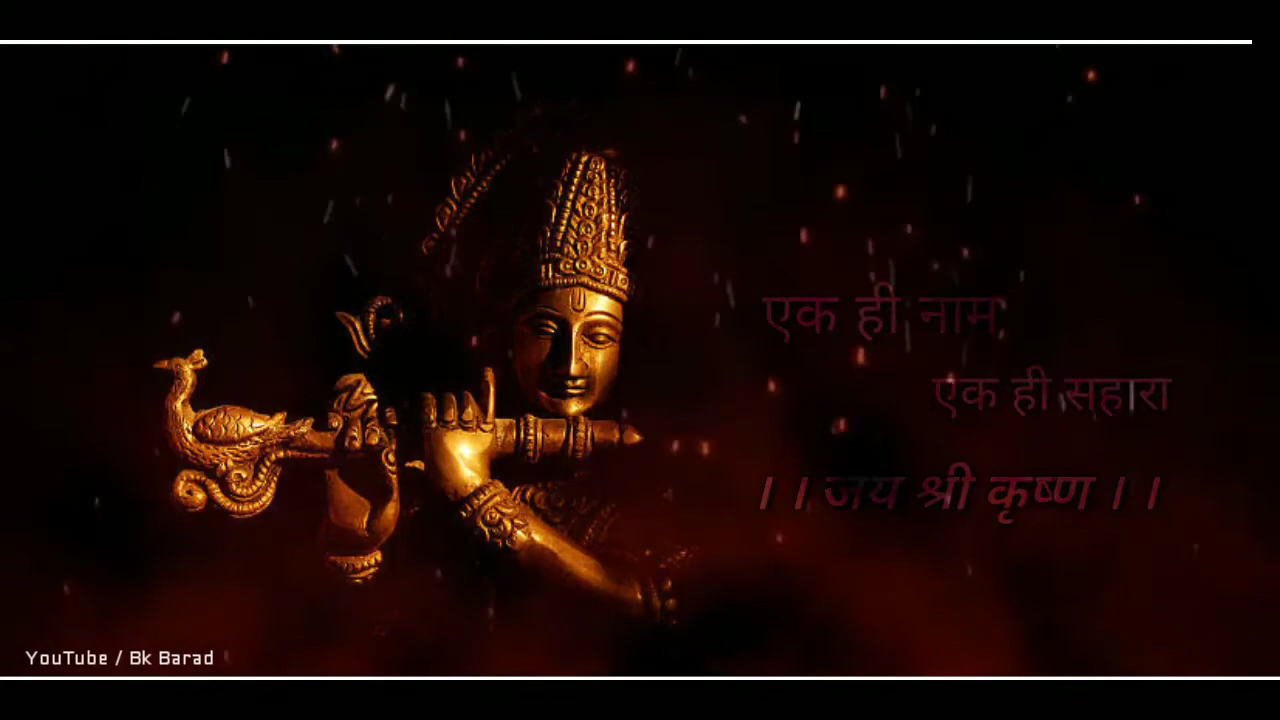 एक ही नाम
एक ही सहारा
।। जय श्री कृष्ण ।।
YouTube / Bk Barad